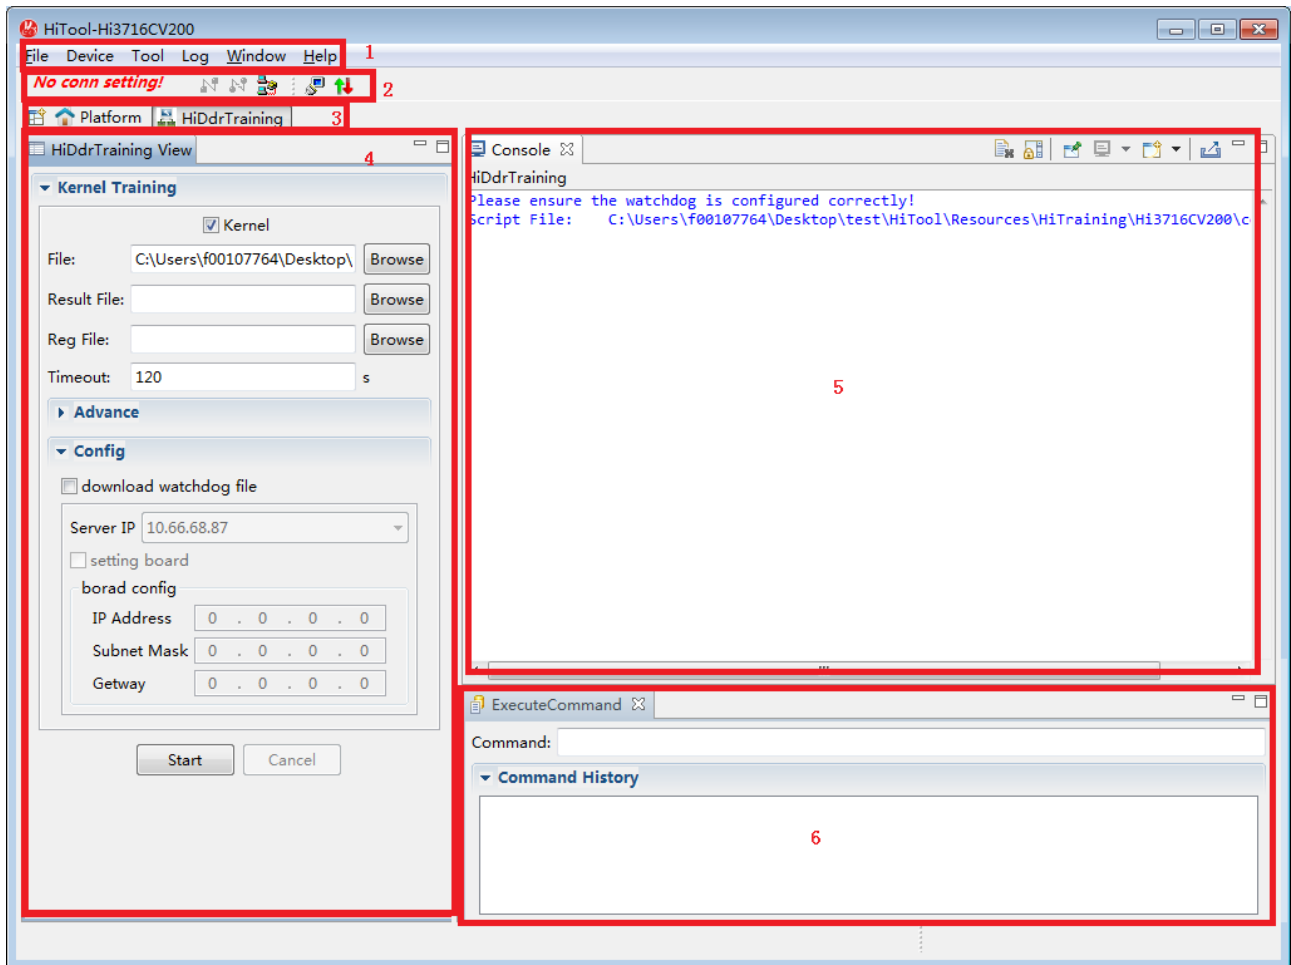 HiTool-Hi3716CV200
File Device Tool Log Window Help 1
No conn setting! 2
Platform HiDdrTraining 3
HiDdrTraining View 4
Kernel Training
Kernel
File: C:\Users\f00107764\Desktop\ Browse
Result File: Browse
Reg File: Browse
Timeout: 120 s
Advance
Config
download watchdog file
Server IP 10.66.68.87
setting board
borad config
IP Address 0 . 0 . 0 . 0
Subnet Mask 0 . 0 . 0 . 0
Getway 0 . 0 . 0 . 0
Start Cancel
Console
HiDdrTraining
Please ensure the watchdog is configured correctly!
Script File: C:\Users\f00107764\Desktop\test\HiTool\Resources\HiTraining\Hi3716CV200\c
5
ExecuteCommand
Command:
Command History
6